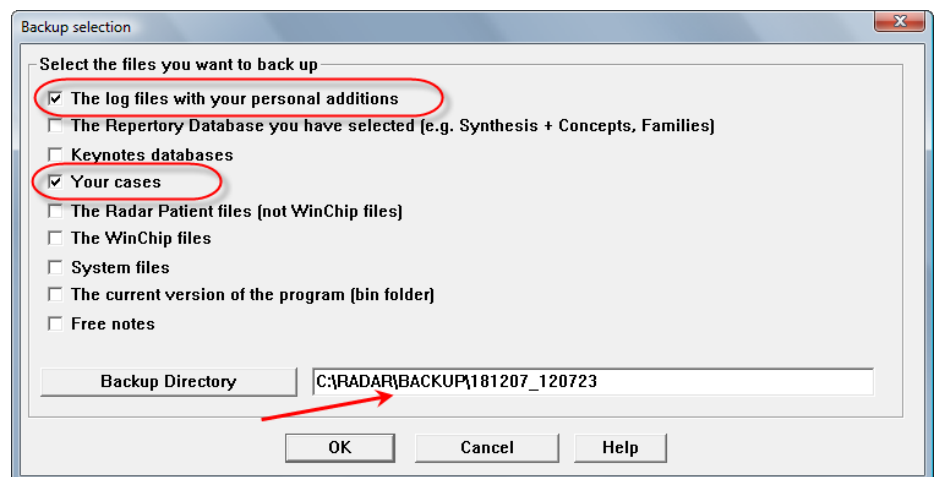 Backup selection
Select the files you want to back up
The log files with your personal additions
The Repertory Database you have selected (e.g. Synthesis + Concepts, Families)
Keynotes databases
Your cases
The Radar Patient files (not WinChip files)
The WinChip files
System files
The current version of the program (bin folder)
Free notes
Backup Directory C:\RADAR\BACKUP\181207_120723
OK Cancel Help